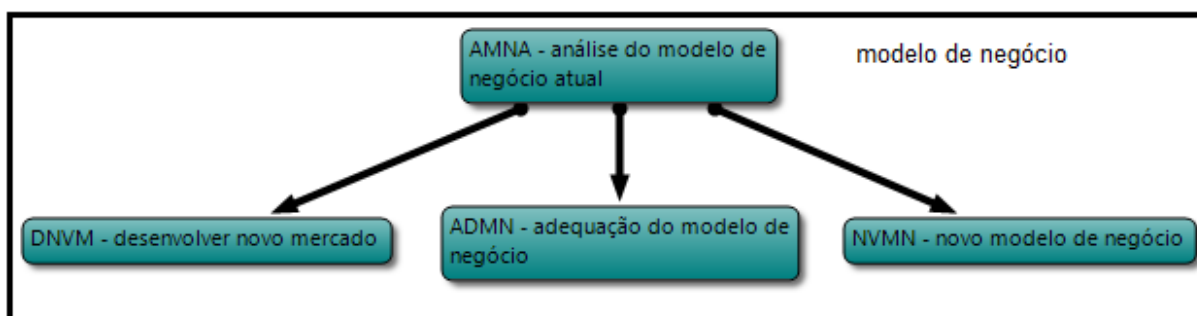 AMNA - análise do modelo de
negócio atual
modelo de negócio
DNVM - desenvolver novo mercado
ADMN - adequação do modelo de
negócio
NVMN - novo modelo de negócio